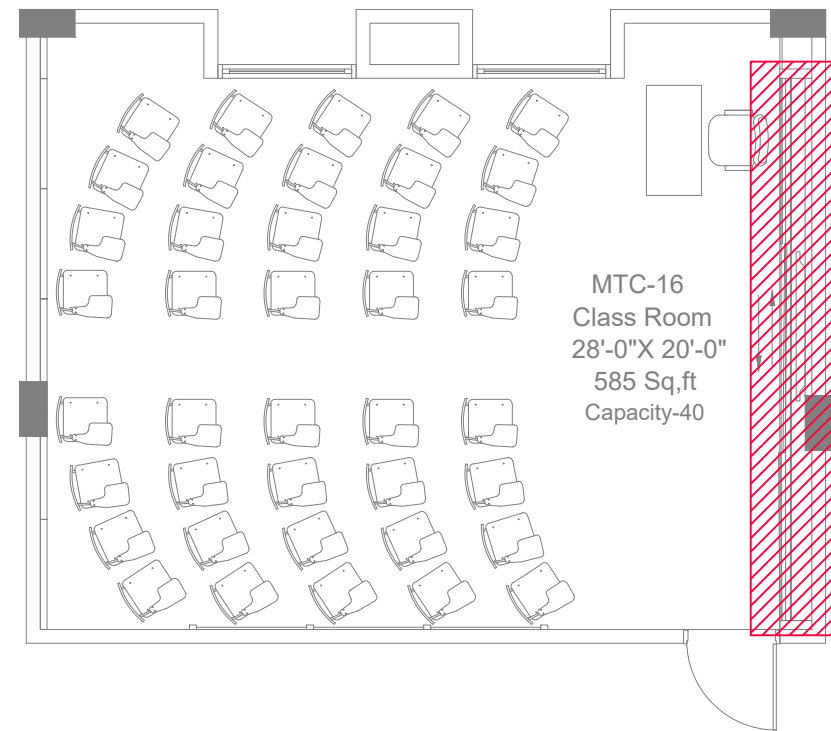 MTC-16
Class Room
28'-0"X 20'-0"
585 Sq,ft
Capacity-40